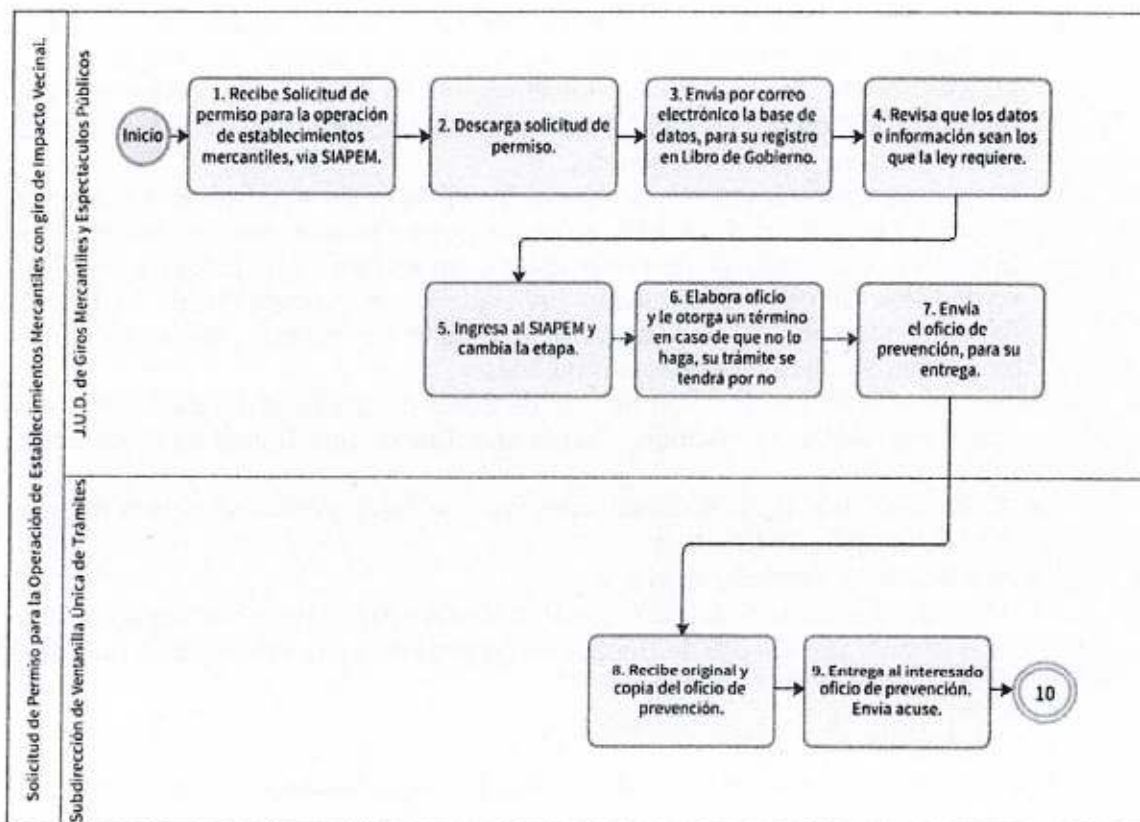 Solicitud de Permiso para la Operación de Establecimientos Mercantiles con giro de Impacto Vecinal.
J.U.D. de Giros Mercantiles y Espectaculos Públicos
Inicio
1. Recibe Solicitud de
permiso para la operación
de establecimientos
mercantiles, via SIAPEM.
2. Descarga solicitud de
permiso.
3. Envía por correo
electrónico la base de
datos, para su registro
en Libro de Gobierno.
4. Revisa que los datos
e información sean los
que la ley requiere.
5. Ingresa al SIAPEM y
cambia la etapa.
6. Elabora oficio
y le otorga un término
en caso de que no lo
haga, su trámite se
tendrá por no
7. Envía
el oficio de
prevención, para su
entrega.
Subdirección de Ventanilla Unica de Trámites
8. Recibe original y
copia del oficio de
prevención.
9. Entrega al interesado
oficio de prevención.
Envia acuse.
10